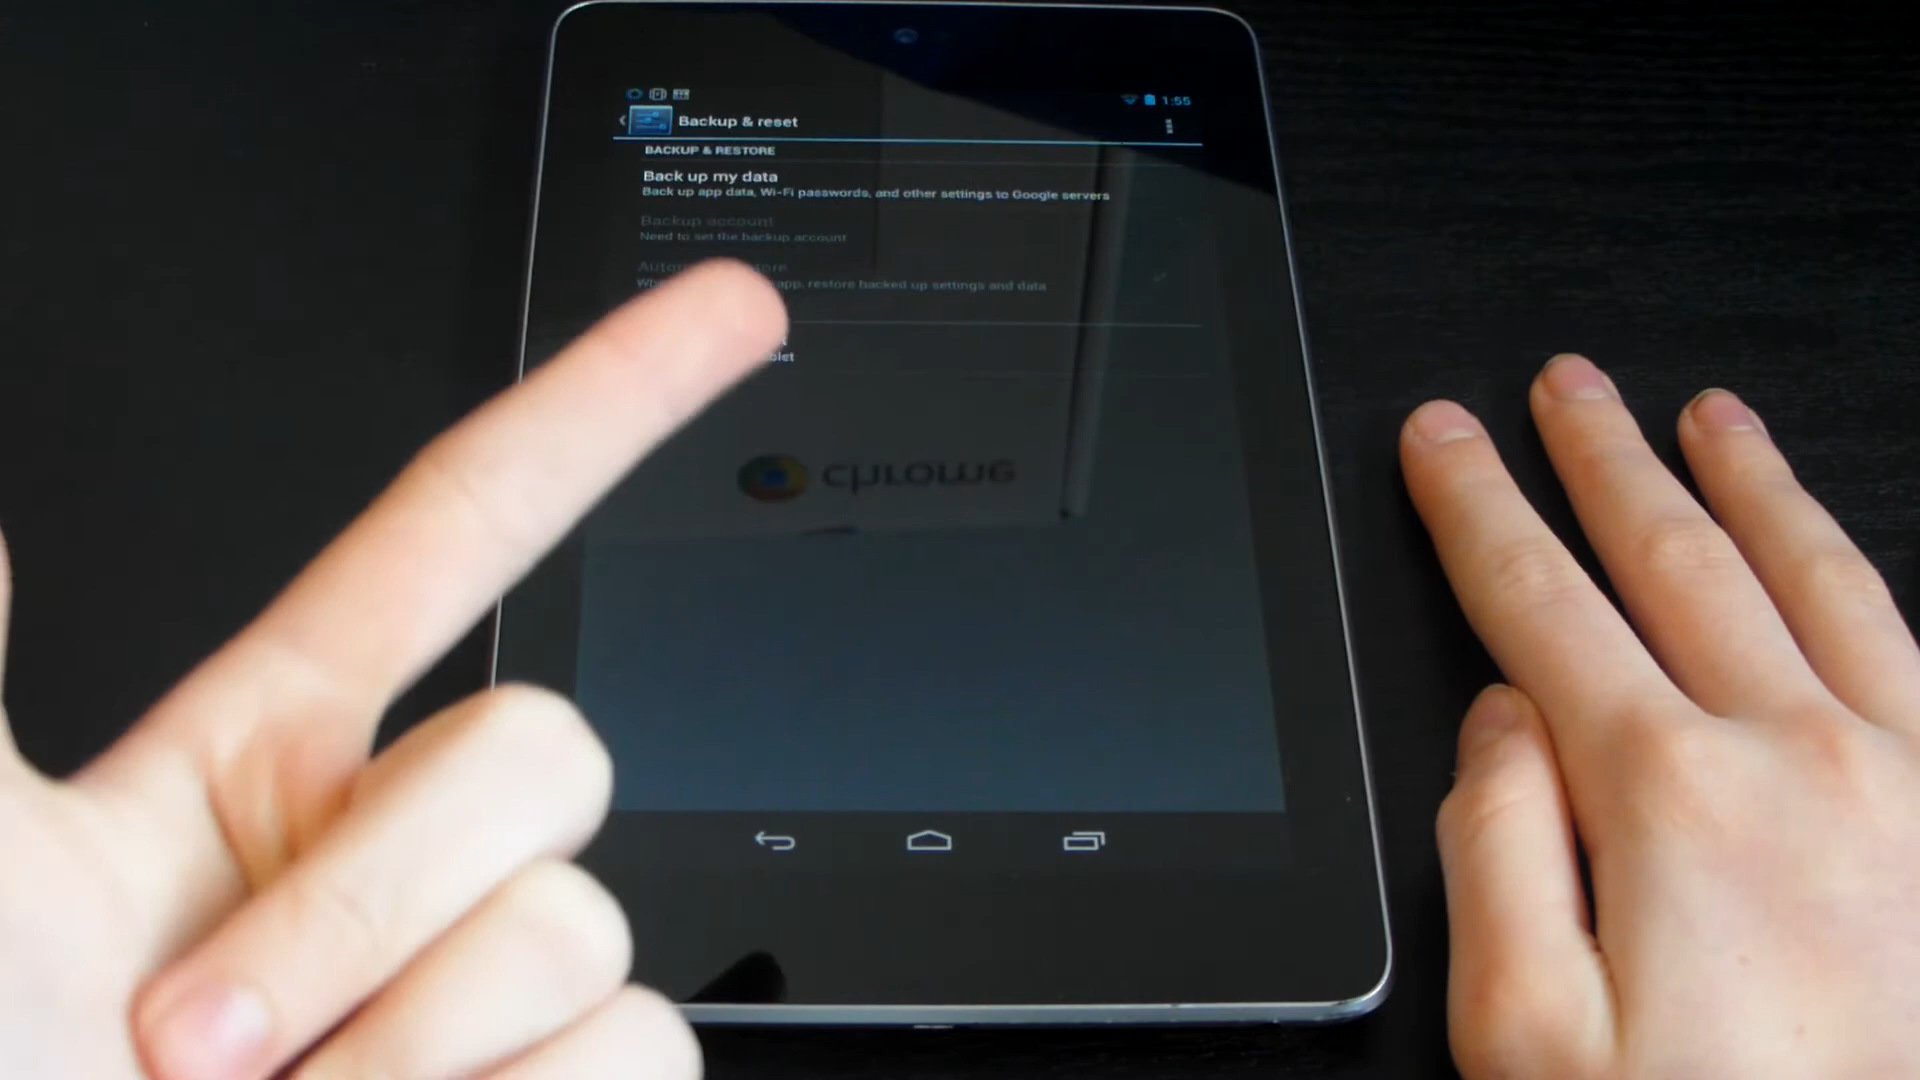 1:55
Backup & reset
BACKUP & RESTORE
Back up my data
Back up app data, Wi-Fi passwords, and other settings to Google servers
Backup account
Need to set the backup account
app, restore backed up settings and data
chrome